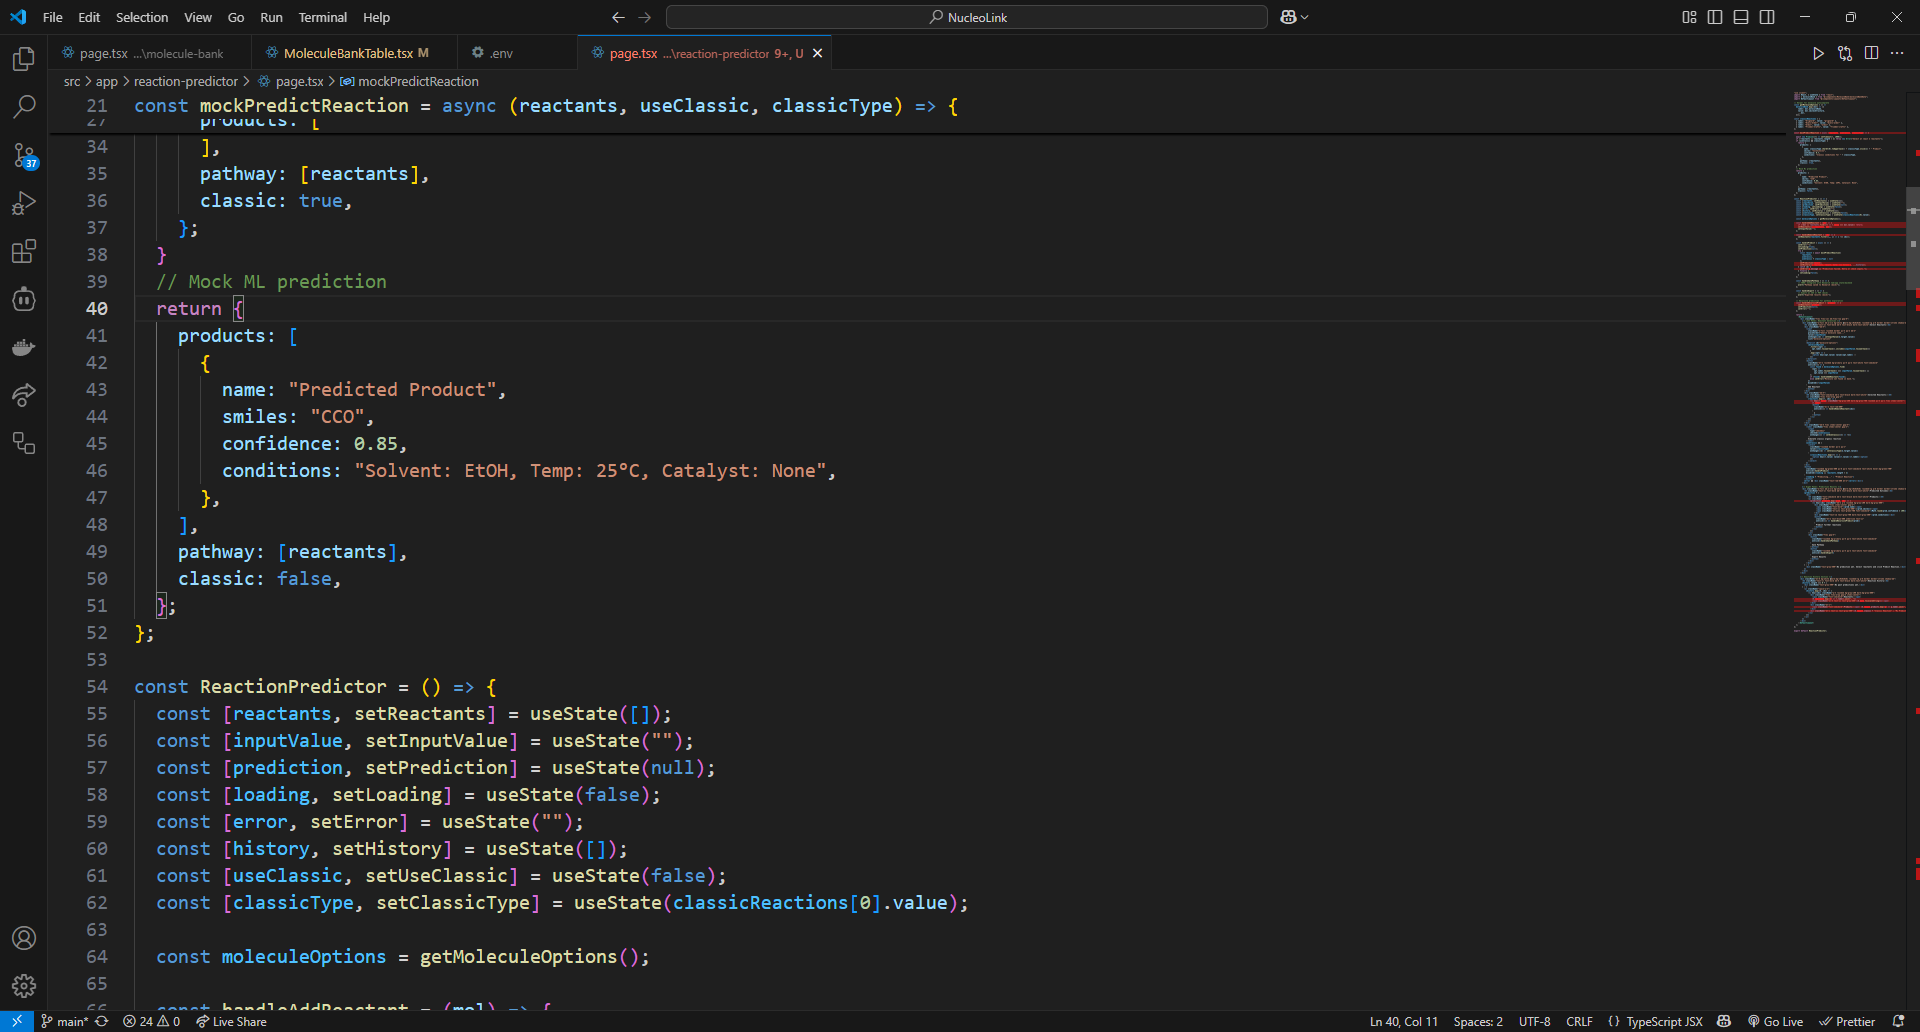 File Edit Selection View Go Run Terminal Help
NucleoLink
page.tsx ...\molecule-bank
MoleculeBankTable.tsx M
.env
page.tsx ...\reaction-predictor 9+, U
src > app > reaction-predictor > page.tsx > mockPredictReaction
21 const mockPredictReaction = async (reactants, useClassic, classicType) => {
27 products: [
34 ],
35 pathway: [reactants],
36 classic: true,
37 };
38 }
39 // Mock ML prediction
40 return {
41 products: [
42 {
43 name: "Predicted Product",
44 smiles: "CCO",
45 confidence: 0.85,
46 conditions: "Solvent: EtOH, Temp: 25°C, Catalyst: None",
47 },
48 ],
49 pathway: [reactants],
50 classic: false,
51 };
52 };
53
54 const ReactionPredictor = () => {
55 const [reactants, setReactants] = useState([]);
56 const [inputValue, setInputValue] = useState("");
57 const [prediction, setPrediction] = useState(null);
58 const [loading, setLoading] = useState(false);
59 const [error, setError] = useState("");
60 const [history, setHistory] = useState([]);
61 const [useClassic, setUseClassic] = useState(false);
62 const [classicType, setClassicType] = useState(classicReactions[0].value);
63
64 const moleculeOptions = getMoleculeOptions();
65
66 const handleAddReactant = (mol) => {
37
main* 24 0 Live Share
Ln 40, Col 11 Spaces: 2 UTF-8 CRLF {} TypeScript JSX Go Live Prettier